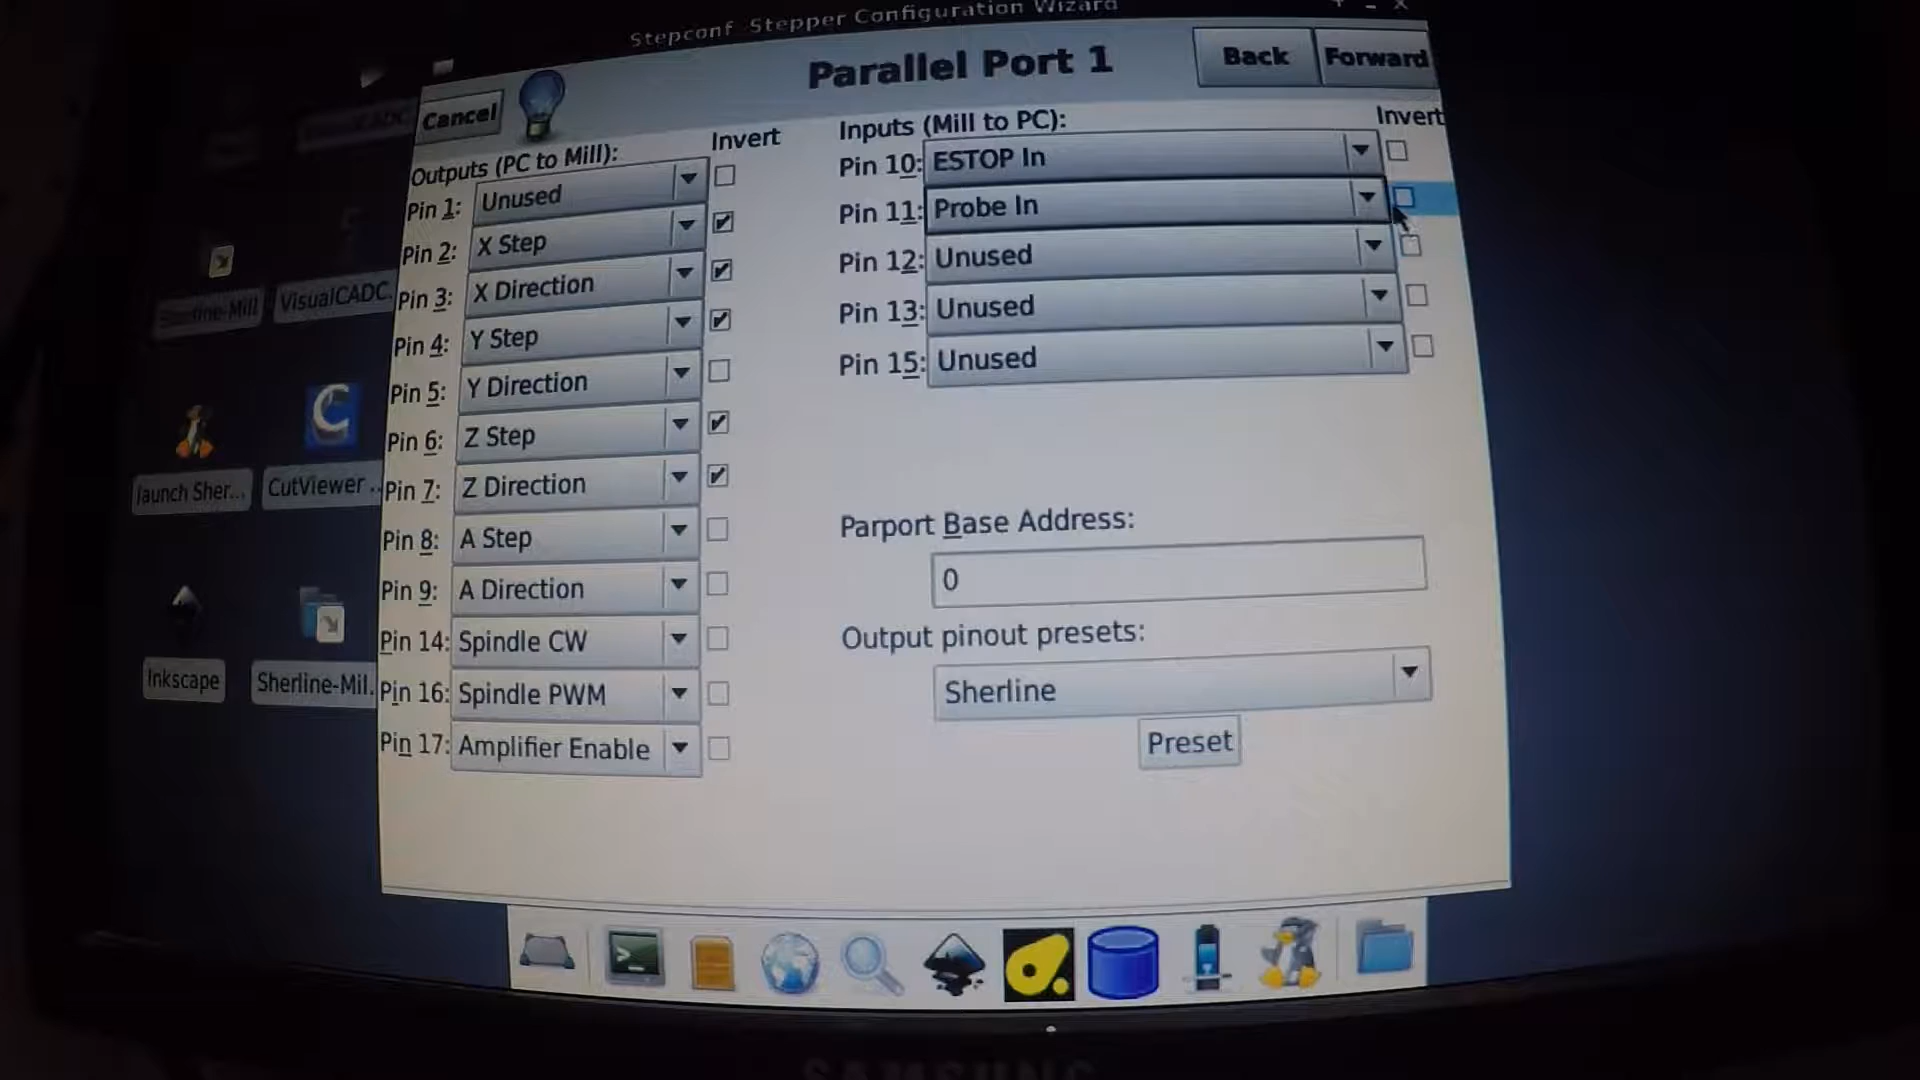 Stepconf Stepper Configuration Wizard
Cancel
Parallel Port 1
Back
Forward
Outputs (PC to Mill):
Invert
Pin 1: Unused
Pin 2: X Step
Pin 3: X Direction
Pin 4: Y Step
Pin 5: Y Direction
Pin 6: Z Step
Pin 7: Z Direction
Pin 8: A Step
Pin 9: A Direction
Pin 14: Spindle CW
Pin 16: Spindle PWM
Pin 17: Amplifier Enable
Inputs (Mill to PC):
Invert
Pin 10: ESTOP In
Pin 11: Probe In
Pin 12: Unused
Pin 13: Unused
Pin 15: Unused
Parport Base Address:
0
Output pinout presets:
Sherline
Preset
VisualCADC.
launch Sher...
CutViewer ..
Inkscape
Sherline-Mil.
SAMSUNG